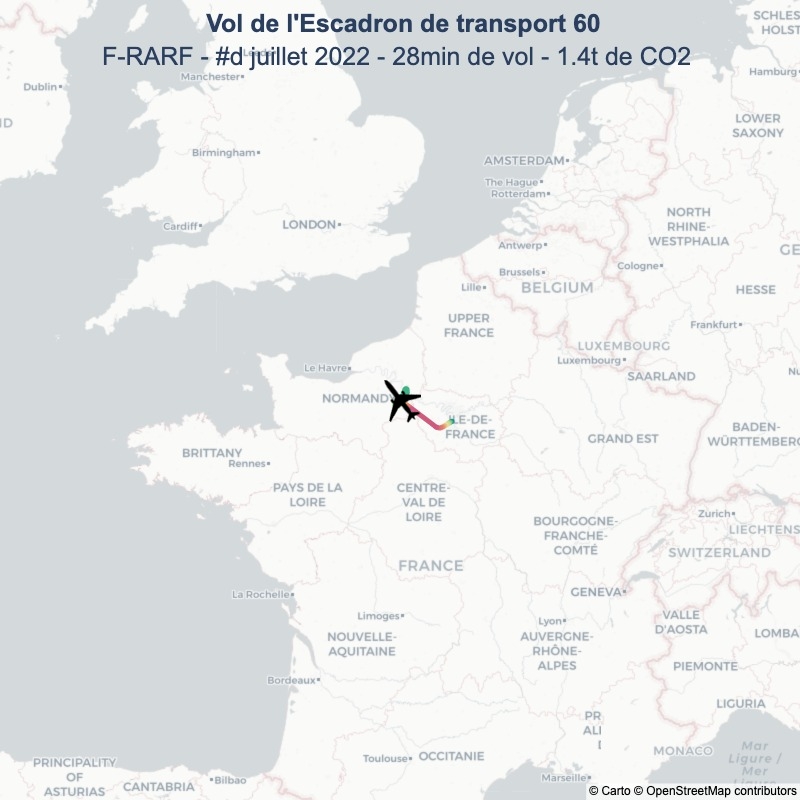 Vol de l'Escadron de transport 60
F-RARF - #d juillet 2022 - 28min de vol - 1.4t de CO2
SCHLES
HOLST
Leeds
Manchester
Hamburg
Dublin
ND
LOWER
SAXONY
Birmingham
AMSTERDAM
The Hague
Rotterdam
Cardiff
LONDON
NORTH
RHINE-
WESTPHALIA
Antwerp
Brussels
Cologne
GE
Lille
BELGIUM
HESSE
UPPER
FRANCE
Frankfurt
LUXEMBOURG
Luxembourg
Le Havre
SAARLAND
Nu
NORMANDY
ILE-DE-
FRANCE
GRAND EST
BADEN-
WÜRTTEMBERG
BRITTANY
Rennes
PAYS DE LA
LOIRE
CENTRE-
VAL DE
LOIRE
BOURGOGNE-
FRANCHE-
COMTÉ
Zurich
LIECHTENS
SWITZERLAND
FRANCE
GENEVA
La Rochelle
Limoges
Lyon
VALLE
D'AOSTA
NOUVELLE-
AQUITAINE
AUVERGNE-
RHÔNE-
ALPES
LOMBA
PIEMONTE
Bordeaux
LIGURIA
PR
AL
D
MONACO
Mar
Ligure /
Mer
Toulouse
OCCITANIE
PRINCIPALITY
OF
ASTURIAS
CANTABRIA
Bilbao
Marseille
© Carto © OpenStreetMap contributors